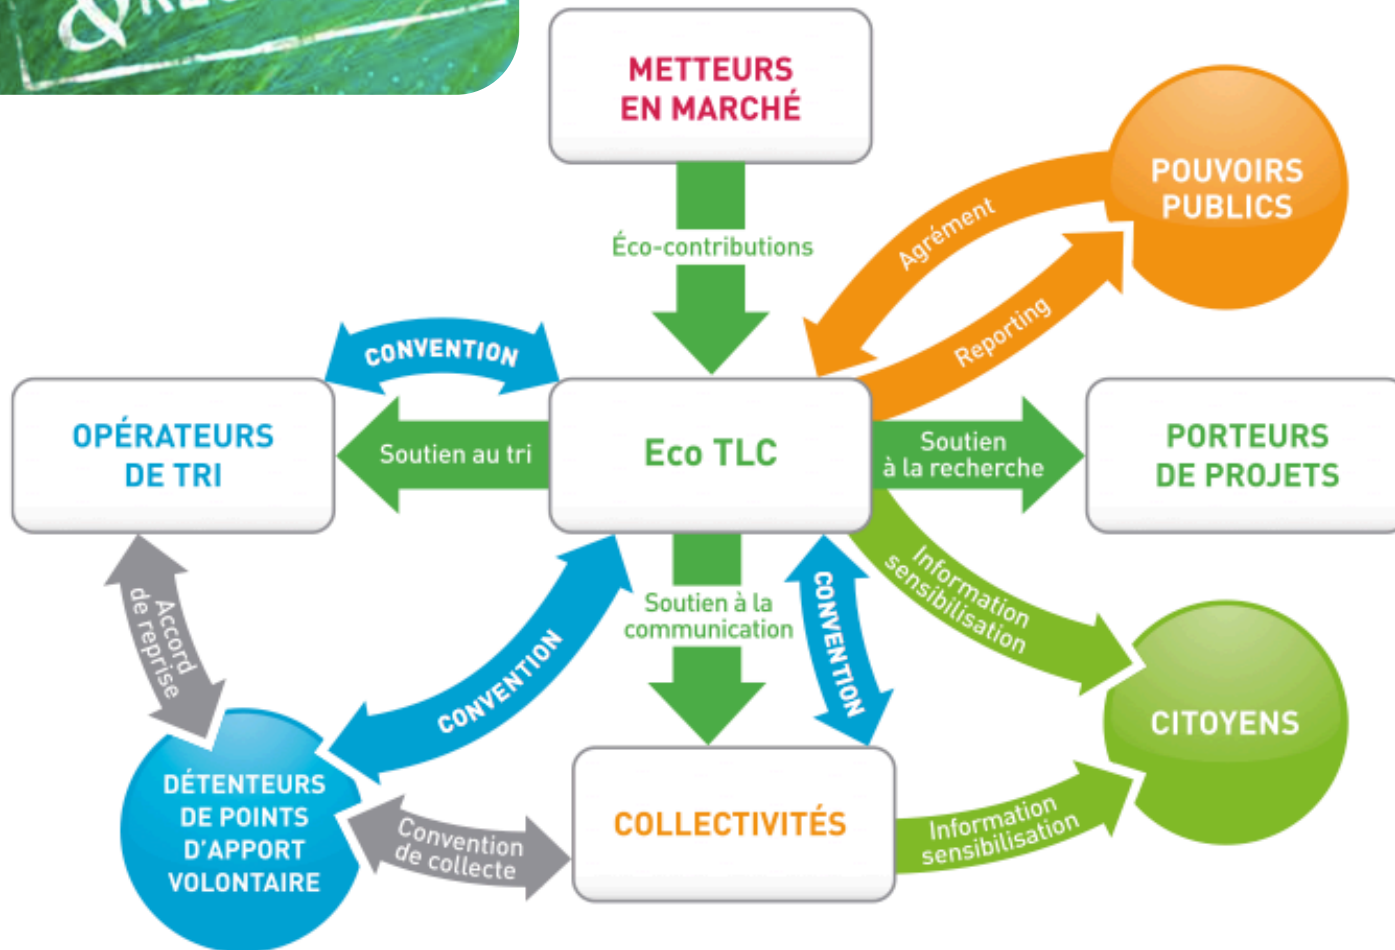 &
METTEURS
EN MARCHÉ
POUVOIRS
PUBLICS
Éco-contributions
Agrément
Reporting
CONVENTION
OPÉRATEURS
DE TRI
Soutien au tri
Eco TLC
Soutien
à la recherche
PORTEURS
DE PROJETS
Accord
de reprise
CONVENTION
Soutien à la
communication
CONVENTION
Information
sensibilisation
CITOYENS
DÉTENTEURS
DE POINTS
D'APPORT
VOLONTAIRE
Convention
de collecte
COLLECTIVITÉS
Information
sensibilisation